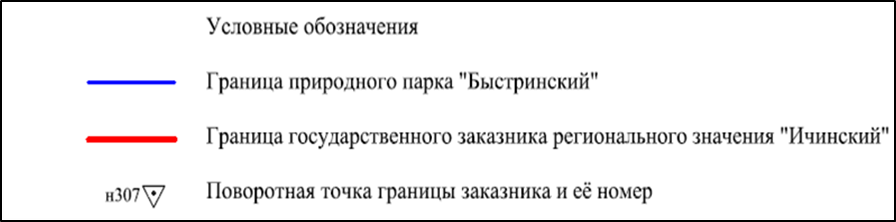 Условные обозначения
Граница природного парка "Быстринский"
Граница государственного заказника регионального значения "Ичинский"
н307 Поворотная точка границы заказника и её номер